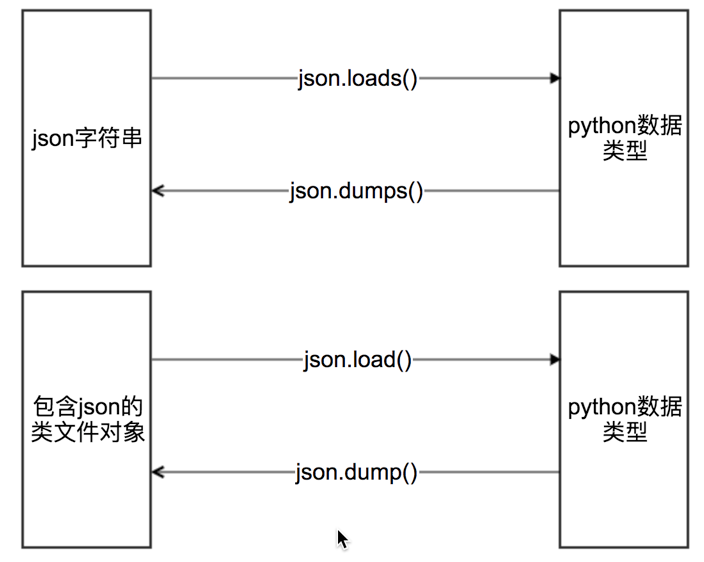 json.loads()
json字符串
python数据
类型
json.dumps()
json.load()
包含json的
类文件对象
python数据
类型
json.dump()